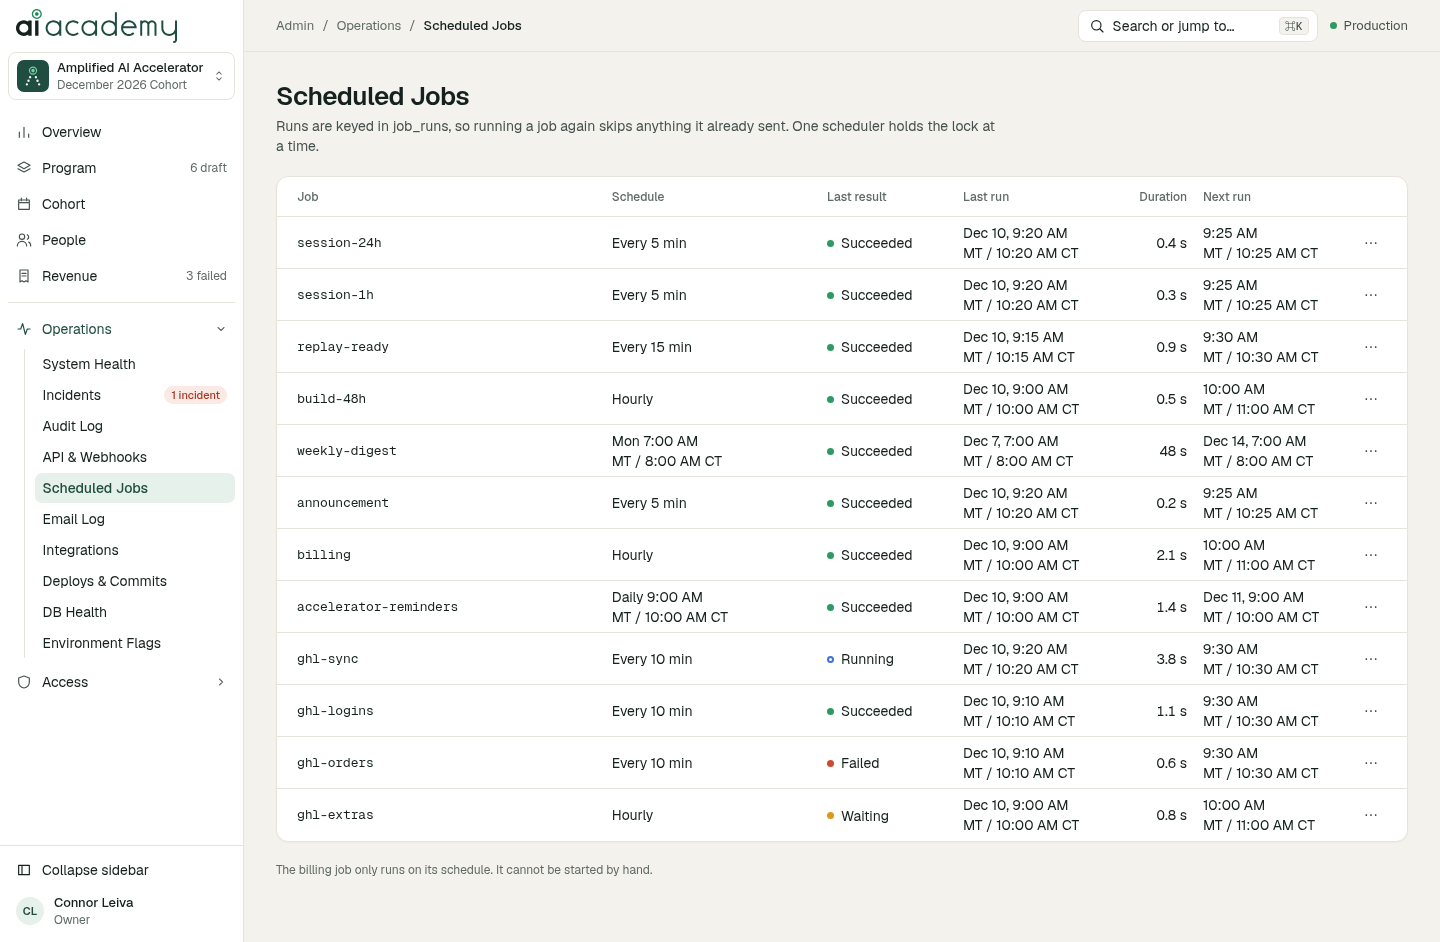 ai academy
Amplified AI Accelerator
December 2026 Cohort
Overview
Program 6 draft
Cohort
People
Revenue 3 failed
Operations
System Health
Incidents 1 incident
Audit Log
API & Webhooks
Scheduled Jobs
Email Log
Integrations
Deploys & Commits
DB Health
Environment Flags
Access
Collapse sidebar
CL
Connor Leiva
Owner
Admin / Operations / Scheduled Jobs
Search or jump to... ⌘K
Production
Scheduled Jobs
Runs are keyed in job_runs, so running a job again skips anything it already sent. One scheduler holds the lock at
a time.
Job Schedule Last result Last run Duration Next run
session-24h Every 5 min Succeeded Dec 10, 9:20 AM 0.4 s 9:25 AM
MT / 10:20 AM CT MT / 10:25 AM CT
session-1h Every 5 min Succeeded Dec 10, 9:20 AM 0.3 s 9:25 AM
MT / 10:20 AM CT MT / 10:25 AM CT
replay-ready Every 15 min Succeeded Dec 10, 9:15 AM 0.9 s 9:30 AM
MT / 10:15 AM CT MT / 10:30 AM CT
build-48h Hourly Succeeded Dec 10, 9:00 AM 0.5 s 10:00 AM
MT / 10:00 AM CT MT / 11:00 AM CT
weekly-digest Mon 7:00 AM Succeeded Dec 7, 7:00 AM 48 s Dec 14, 7:00 AM
MT / 8:00 AM CT MT / 8:00 AM CT MT / 8:00 AM CT
announcement Every 5 min Succeeded Dec 10, 9:20 AM 0.2 s 9:25 AM
MT / 10:20 AM CT MT / 10:25 AM CT
billing Hourly Succeeded Dec 10, 9:00 AM 2.1 s 10:00 AM
MT / 10:00 AM CT MT / 11:00 AM CT
accelerator-reminders Daily 9:00 AM Succeeded Dec 10, 9:00 AM 1.4 s Dec 11, 9:00 AM
MT / 10:00 AM CT MT / 10:00 AM CT MT / 10:00 AM CT
ghl-sync Every 10 min Running Dec 10, 9:20 AM 3.8 s 9:30 AM
MT / 10:20 AM CT MT / 10:30 AM CT
ghl-logins Every 10 min Succeeded Dec 10, 9:10 AM 1.1 s 9:30 AM
MT / 10:10 AM CT MT / 10:30 AM CT
ghl-orders Every 10 min Failed Dec 10, 9:10 AM 0.6 s 9:30 AM
MT / 10:10 AM CT MT / 10:30 AM CT
ghl-extras Hourly Waiting Dec 10, 9:00 AM 0.8 s 10:00 AM
MT / 10:00 AM CT MT / 11:00 AM CT
The billing job only runs on its schedule. It cannot be started by hand.